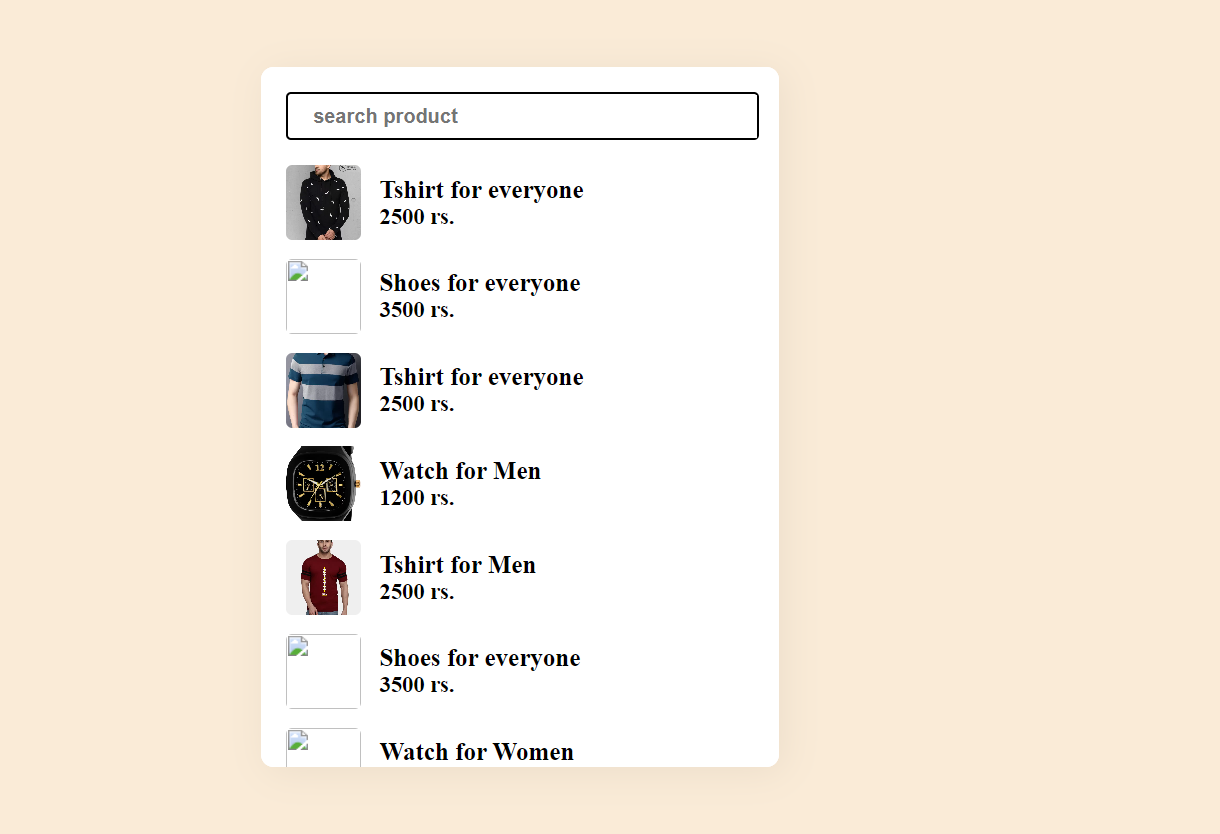 search product
Tshirt for everyone
2500 rs.
Shoes for everyone
3500 rs.
Tshirt for everyone
2500 rs.
Watch for Men
1200 rs.
Tshirt for Men
2500 rs.
Shoes for everyone
3500 rs.
Watch for Women